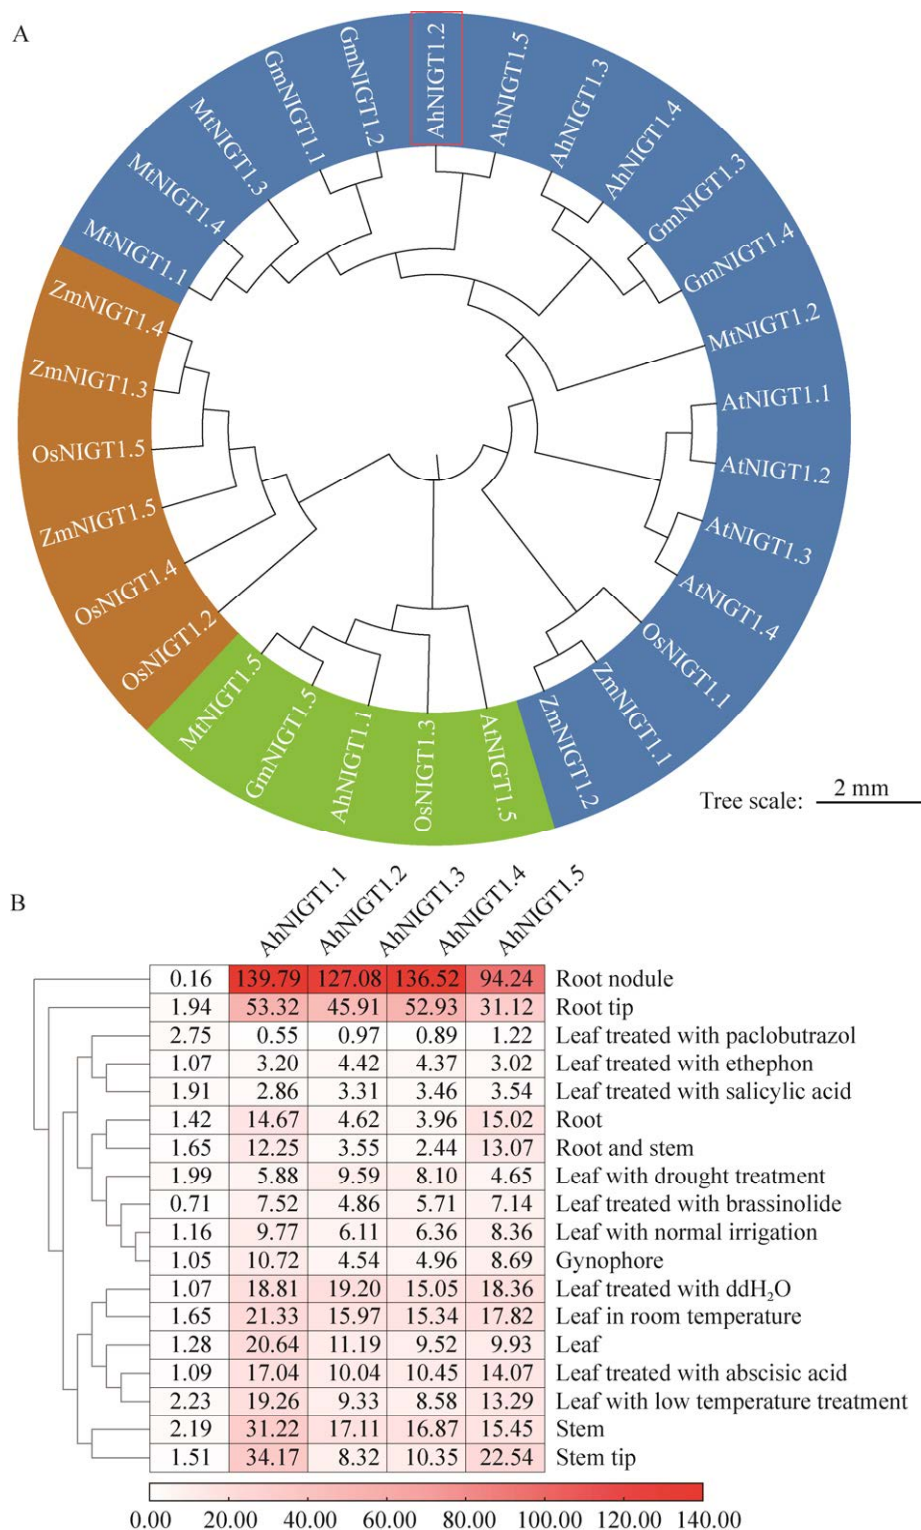 A
AhNIGT1.2
AhNIGT1.5
AhNIGT1.3
AhNIGT1.4
GmNIGT1.3
GmNIGT1.4
MtNIGT1.2
AtNIGT1.1
AtNIGT1.2
AtNIGT1.3
AtNIGT1.4
OsNIGT1.1
ZmNIGT1.1
ZmNIGT1.2
AtNIGT1.5
OsNIGT1.3
AhNIGT1.1
GmNIGT1.5
MtNIGT1.5
OsNIGT1.2
OsNIGT1.4
ZmNIGT1.5
OsNIGT1.5
ZmNIGT1.3
ZmNIGT1.4
MtNIGT1.1
MtNIGT1.4
MtNIGT1.3
GmNIGT1.1
GmNIGT1.2
Tree scale: 2 mm
B
AhNIGT1.1 AhNIGT1.2 AhNIGT1.3 AhNIGT1.4 AhNIGT1.5
0.16 139.79 127.08 136.52 94.24 Root nodule
1.94 53.32 45.91 52.93 31.12 Root tip
2.75 0.55 0.97 0.89 1.22 Leaf treated with paclobutrazol
1.07 3.20 4.42 4.37 3.02 Leaf treated with ethephon
1.91 2.86 3.31 3.46 3.54 Leaf treated with salicylic acid
1.42 14.67 4.62 3.96 15.02 Root
1.65 12.25 3.55 2.44 13.07 Root and stem
1.99 5.88 9.59 8.10 4.65 Leaf with drought treatment
0.71 7.52 4.86 5.71 7.14 Leaf treated with brassinolide
1.16 9.77 6.11 6.36 8.36 Leaf with normal irrigation
1.05 10.72 4.54 4.96 8.69 Gynophore
1.07 18.81 19.20 15.05 18.36 Leaf treated with ddH₂O
1.65 21.33 15.97 15.34 17.82 Leaf in room temperature
1.28 20.64 11.19 9.52 9.93 Leaf
1.09 17.04 10.04 10.45 14.07 Leaf treated with abscisic acid
2.23 19.26 9.33 8.58 13.29 Leaf with low temperature treatment
2.19 31.22 17.11 16.87 15.45 Stem
1.51 34.17 8.32 10.35 22.54 Stem tip
0.00 20.00 40.00 60.00 80.00 100.00 120.00 140.00